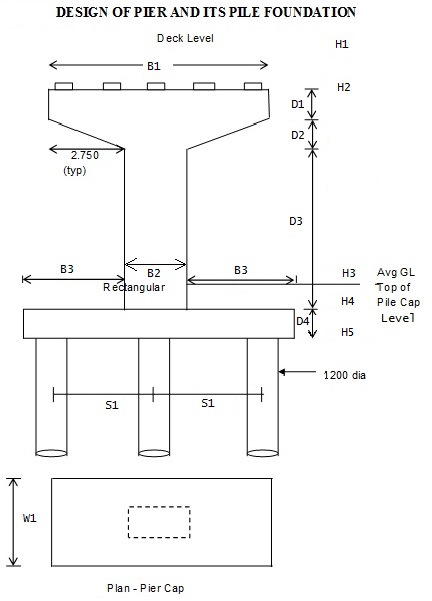 DESIGN OF PIER AND ITS PILE FOUNDATION
Deck Level
H1
B1
H2
D1
D2
2.750
(typ)
D3
B3
B2
B3
H3
Avg GL
Rectangular
Top of
H4
Pile Cap
D4
Level
H5
1200 dia
S1
S1
W1
Plan - Pier Cap